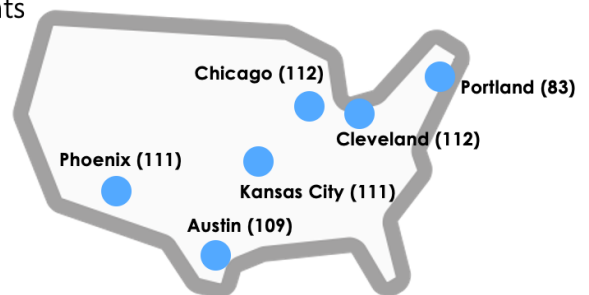 nts
Chicago (112)
Portland (83)
Cleveland (112)
Phoenix (111)
Kansas City (111)
Austin (109)